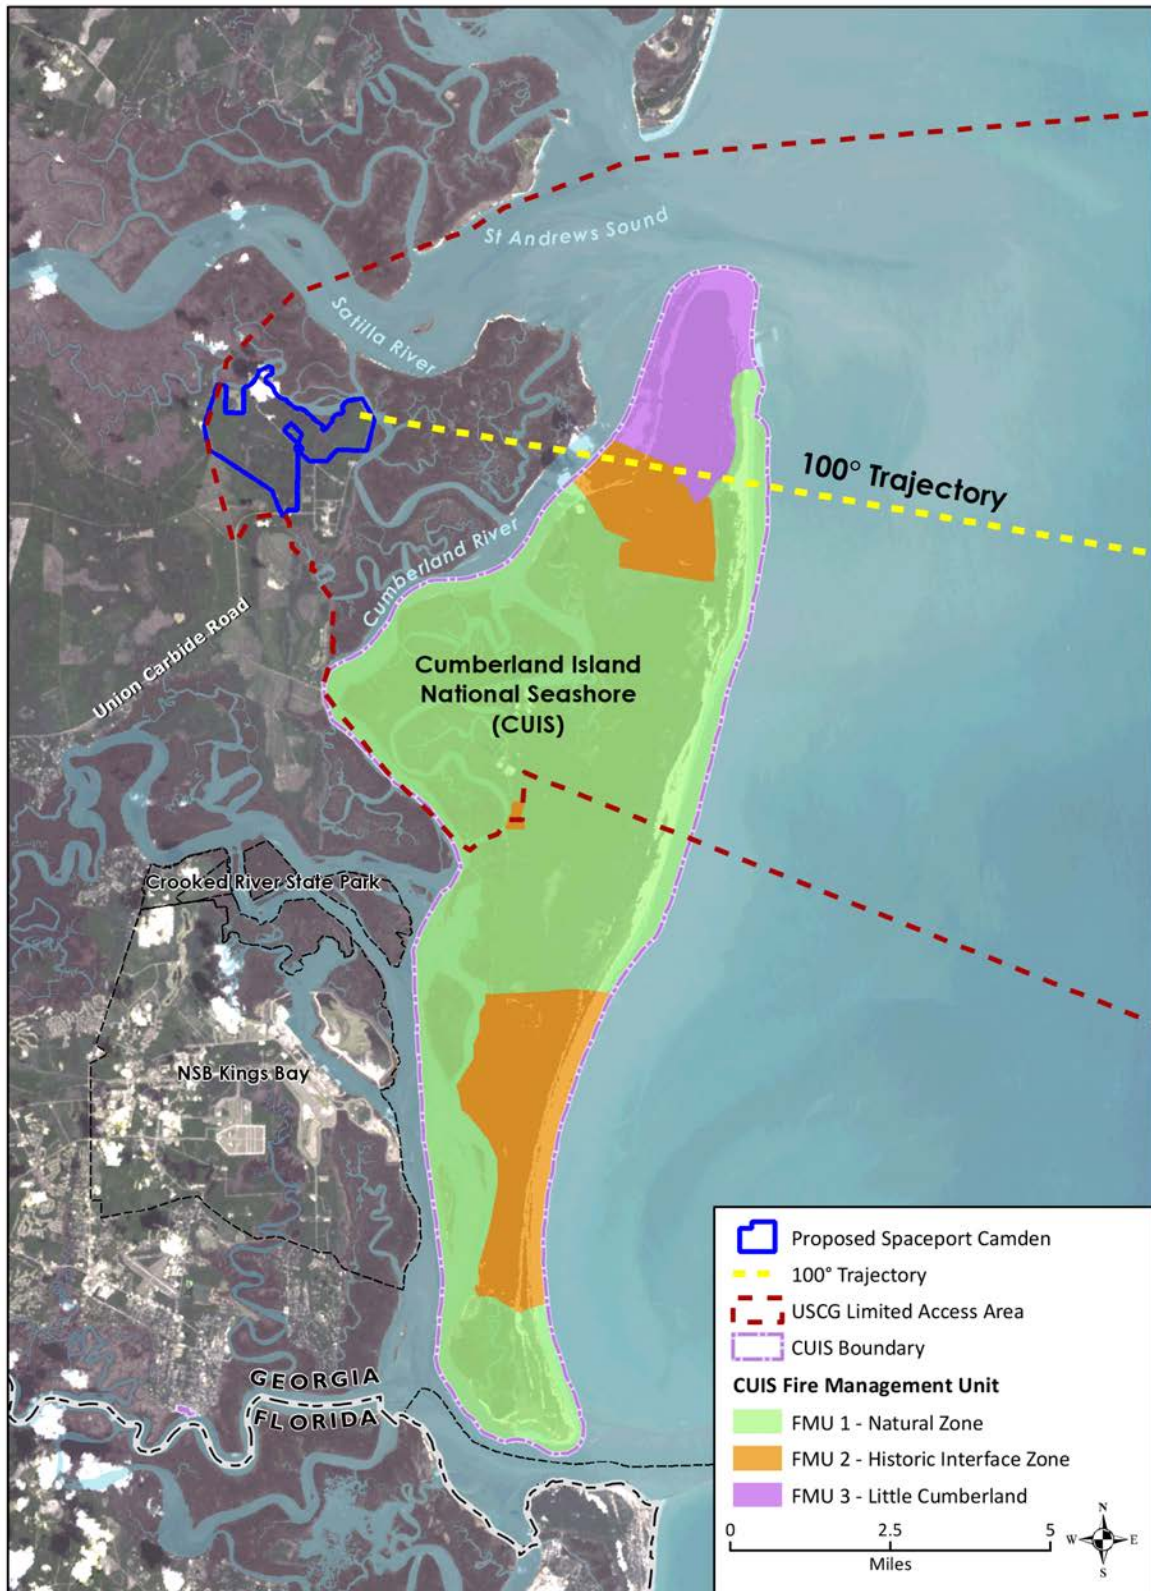 St Andrews Sound
Satilla River
100° Trajectory
Cumberland River
Union Carbide Road
Cumberland Island
National Seashore
(CUIS)
Crooked River State Park
NSB Kings Bay
GEORGIA
FLORIDA
Proposed Spaceport Camden
100° Trajectory
USCG Limited Access Area
CUIS Boundary
CUIS Fire Management Unit
FMU 1 - Natural Zone
FMU 2 - Historic Interface Zone
FMU 3 - Little Cumberland
0 2.5 5
Miles
N
W E
S